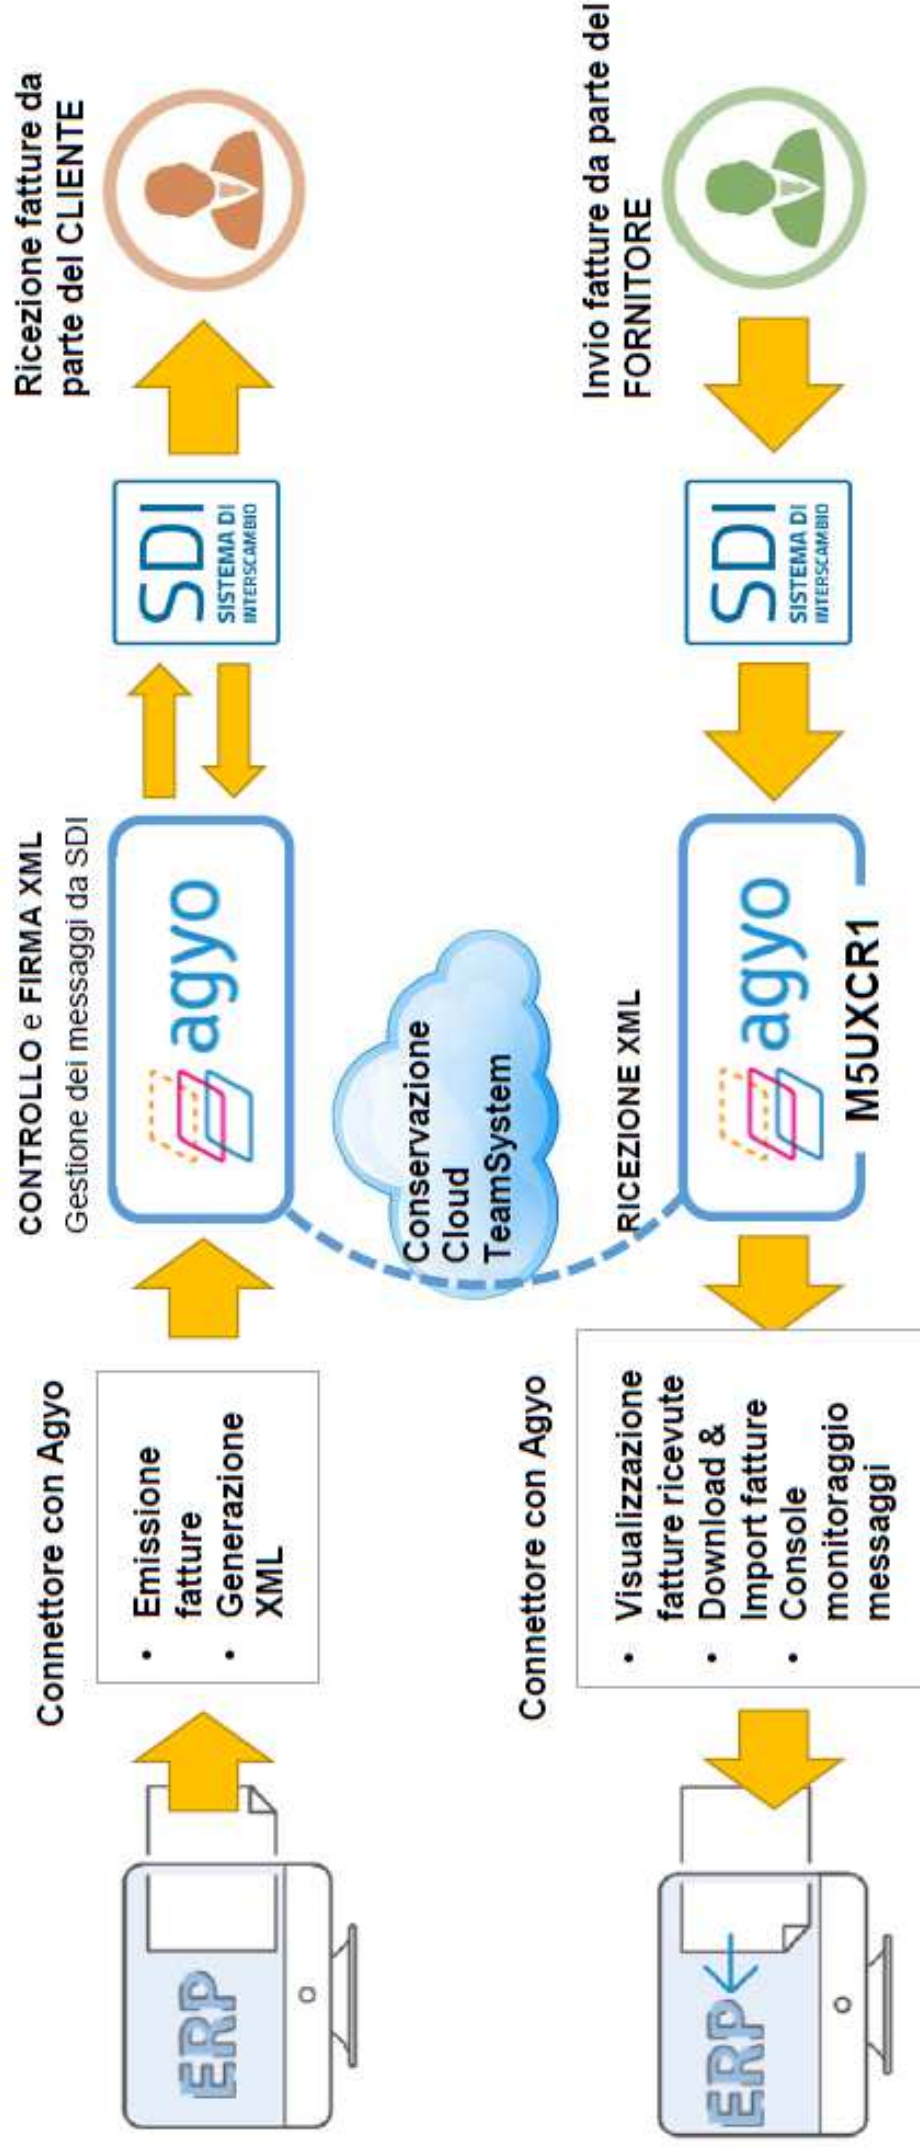 Connettore con Agyo
ERP
• Emissione
fatture
• Generazione
XML
CONTROLLO e FIRMA XML
Gestione dei messaggi da SDI
agyo
SDI
SISTEMA DI
INTERSCAMBIO
Ricezione fatture da
parte del CLIENTE
Conservazione
Cloud
TeamSystem
Connettore con Agyo
ERP
• Visualizzazione
fatture ricevute
• Download &
Import fatture
• Console
monitoraggio
messaggi
RICEZIONE XML
agyo
M5UXCR1
SDI
SISTEMA DI
INTERSCAMBIO
Invio fatture da parte del
FORNITORE